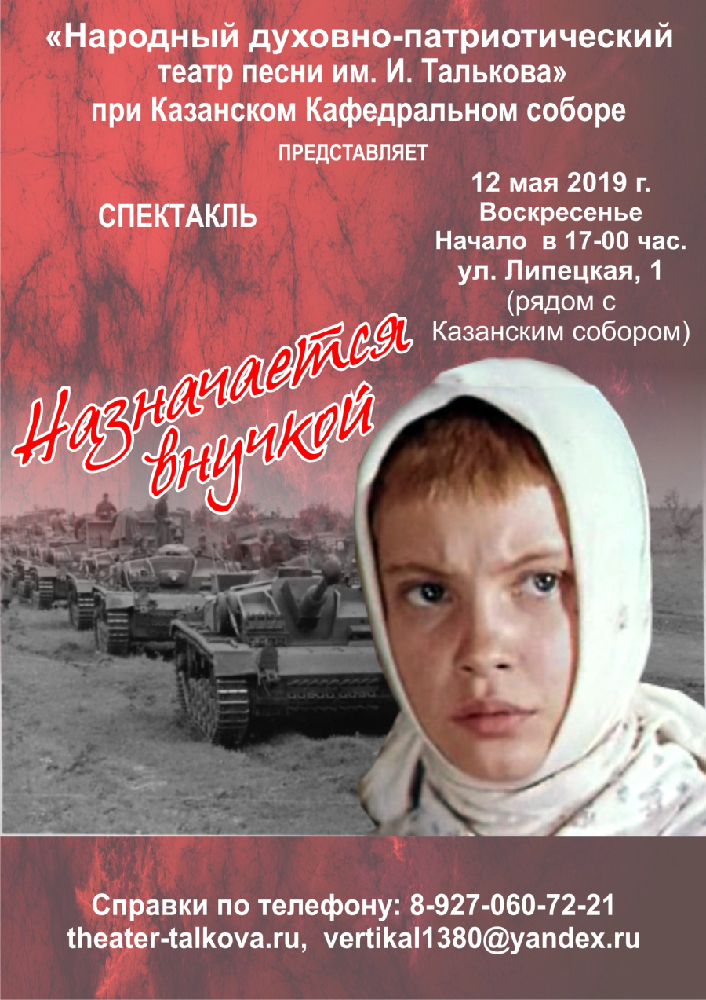 «Народный духовно-патриотический
театр песни им. И. Талькова»
при Казанском Кафедральном соборе
ПРЕДСТАВЛЯЕТ
СПЕКТАКЛЬ
12 мая 2019 г.
Воскресенье
Начало в 17-00 час.
ул. Липецкая, 1
(рядом с
Казанским собором)
Назначается
внучкой
Справки по телефону: 8-927-060-72-21
theater-talkova.ru, vertikal1380@yandex.ru